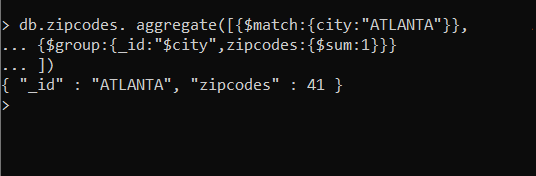 > db.zipcodes. aggregate([{$match:{city:"ATLANTA"}},
... {$group:{_id:"$city",zipcodes:{$sum:1}}}
... ])
{ "_id" : "ATLANTA", "zipcodes" : 41 }
>